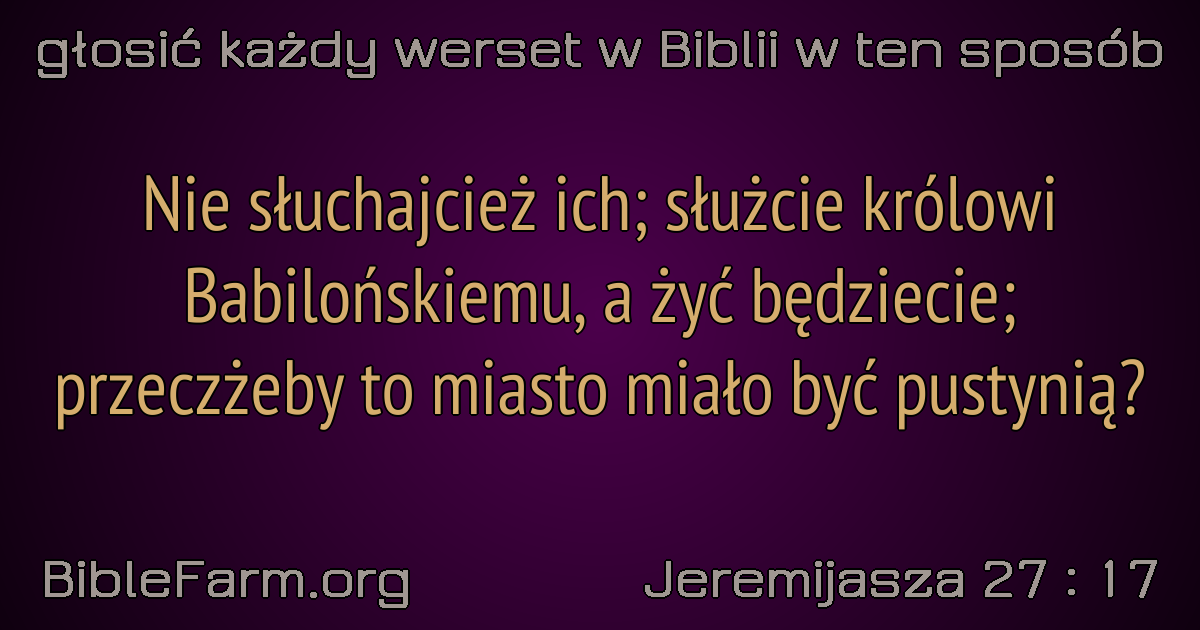 głosić każdy werset w Biblii w ten sposób
Nie słuchajcież ich; służcie królowi
Babilońskiemu, a żyć będziecie;
przeczżeby to miasto miało być pustynią?
BibleFarm.org
Jeremijasza 27 : 17